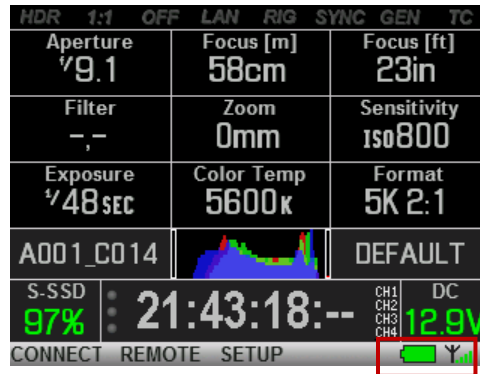 HDR 1:1 OFF LAN RIG SYNC GEN TC
Aperture Focus [m] Focus [ft]
f/9.1 58cm 23in
Filter Zoom Sensitivity
-,- 0mm ISO800
Exposure Color Temp Format
1/48 SEC 5600K 5K 2:1
A001_C014 DEFAULT
S-SSD 21:43:18:-- CH1 DC
97% CH2 12.9V
CH3
CH4
CONNECT REMOTE SETUP